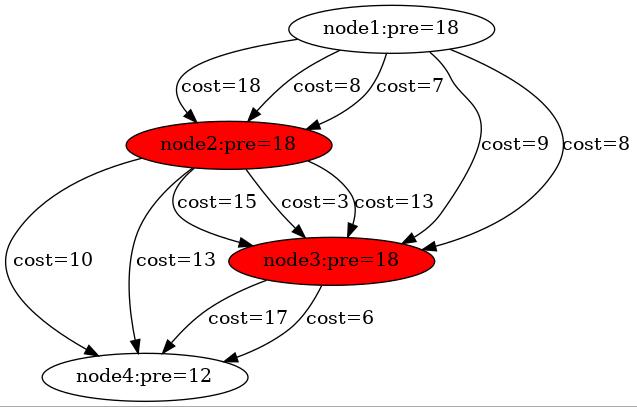 node1:pre=18
cost=18
cost=8
cost=7
node2:pre=18
cost=9
cost=8
cost=15
cost=3
cost=13
cost=10
cost=13
node3:pre=18
cost=17
cost=6
node4:pre=12